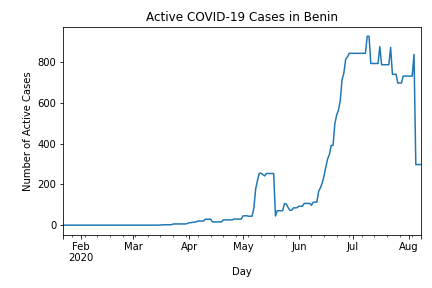 Active COVID-19 Cases in Benin
Number of Active Cases
800
600
400
200
0
Feb
2020
Mar
Apr
May
Jun
Jul
Aug
Day